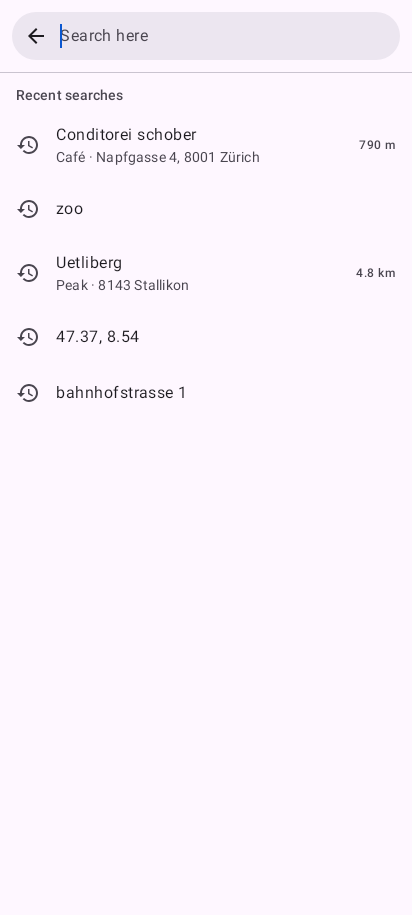 Search here
Recent searches
Conditorei schober
Café · Napfgasse 4, 8001 Zürich
790 m
zoo
Uetliberg
Peak · 8143 Stallikon
4.8 km
47.37, 8.54
bahnhofstrasse 1